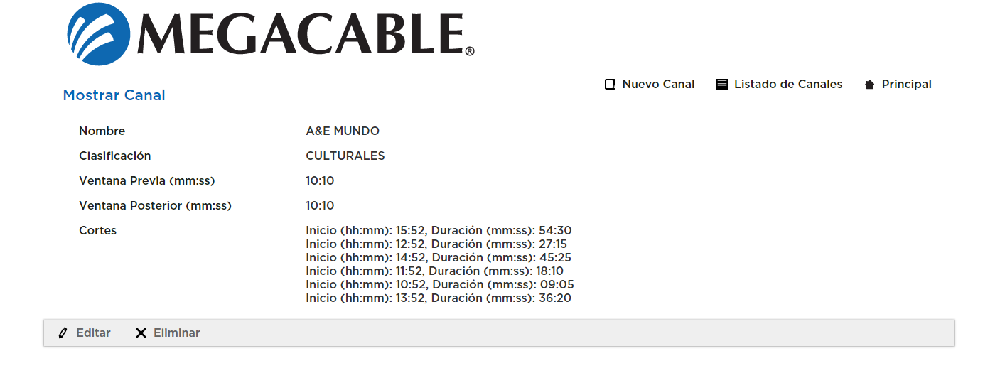 MEGACABLE®
Nuevo Canal Listado de Canales Principal
Mostrar Canal
Nombre A&E MUNDO
Clasificación CULTURALES
Ventana Previa (mm:ss) 10:10
Ventana Posterior (mm:ss) 10:10
Cortes Inicio (hh:mm): 15:52, Duración (mm:ss): 54:30
Inicio (hh:mm): 12:52, Duración (mm:ss): 27:15
Inicio (hh:mm): 14:52, Duración (mm:ss): 45:25
Inicio (hh:mm): 11:52, Duración (mm:ss): 18:10
Inicio (hh:mm): 10:52, Duración (mm:ss): 09:05
Inicio (hh:mm): 13:52, Duración (mm:ss): 36:20
Editar Eliminar